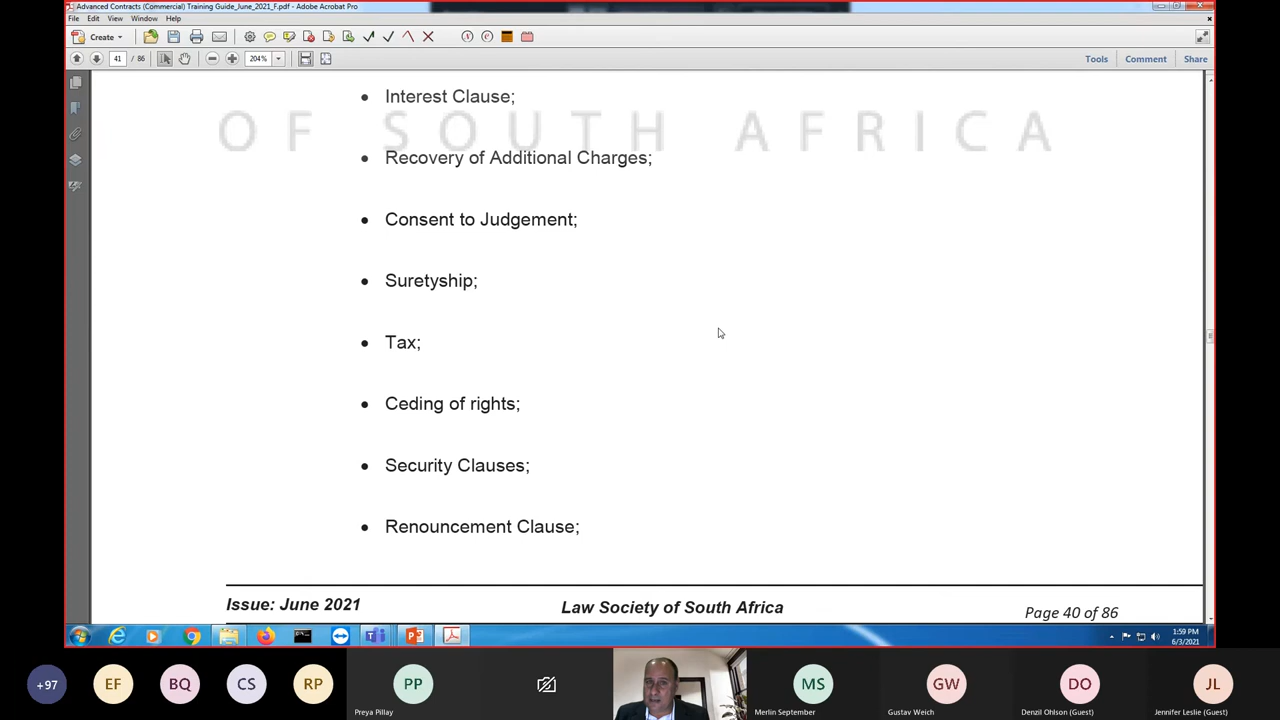 Advanced Contracts (Commercial) Training Guide_June_2021_F.pdf - Adobe Acrobat Pro
File Edit View Window Help
Create
41 / 86 204% Tools Comment Share
OF SOUTH AFRICA
• Interest Clause;
• Recovery of Additional Charges;
• Consent to Judgement;
• Suretyship;
• Tax;
• Ceding of rights;
• Security Clauses;
• Renouncement Clause;
Issue: June 2021 Law Society of South Africa Page 40 of 86
1:59 PM
6/3/2021
+97 EF BQ CS RP PP MS GW DO JL
Preya Pillay Merlin September Gustav Weich Denzil Ohlson (Guest) Jennifer Leslie (Guest)